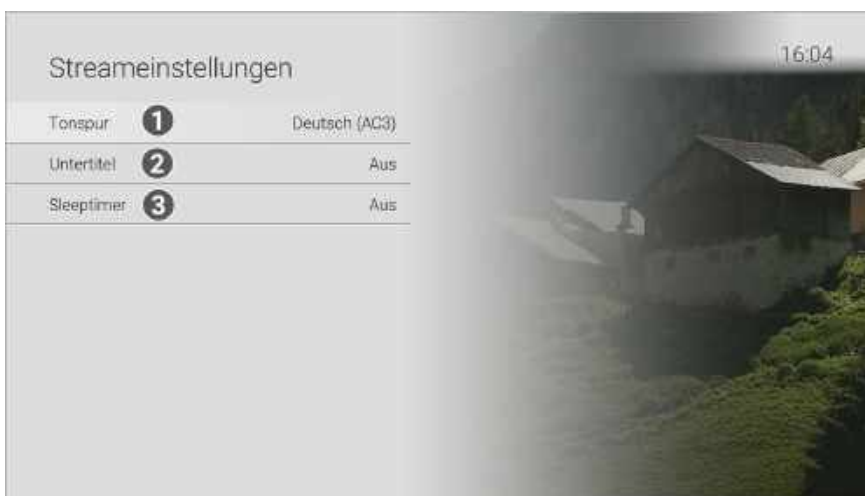 Streameinstellungen
16:04
Tonspur 1 Deutsch (AC3)
Untertitel 2 Aus
Sleeptimer 3 Aus